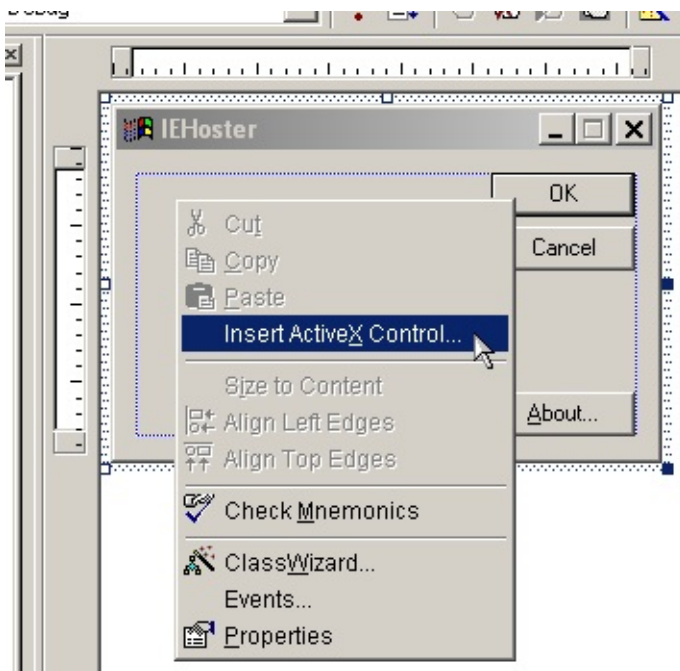 Debug
IEHoster
OK
Cancel
About...
Cut
Copy
Paste
Insert ActiveX Control...
Size to Content
Align Left Edges
Align Top Edges
Check Mnemonics
ClassWizard...
Events...
Properties